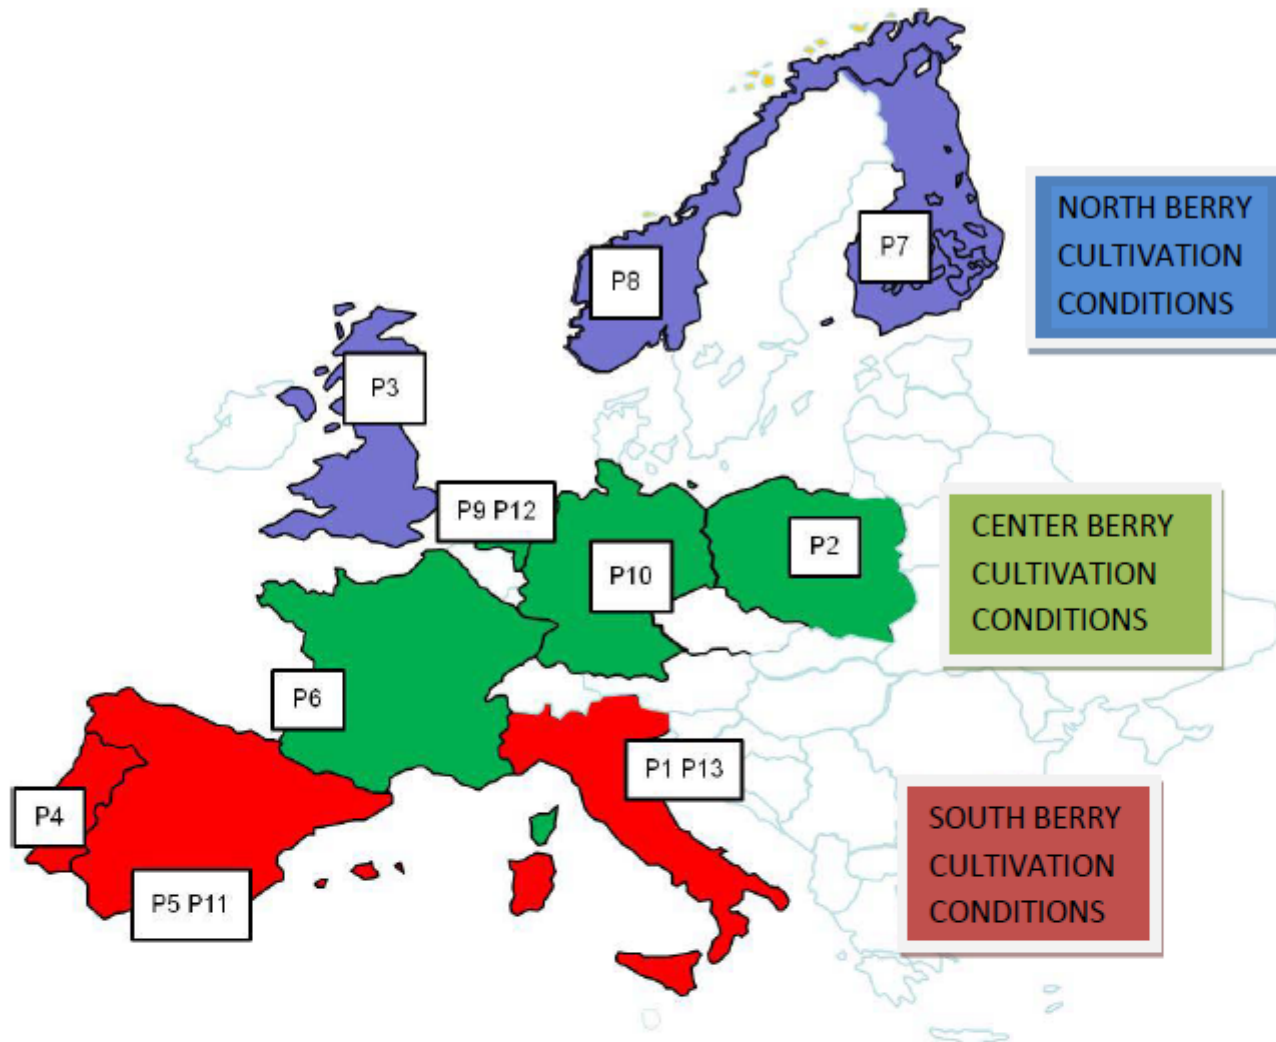 P7
P8
NORTH BERRY
CULTIVATION
CONDITIONS
P3
P9 P12
P10
P2
CENTER BERRY
CULTIVATION
CONDITIONS
P6
P1 P13
P4
P5 P11
SOUTH BERRY
CULTIVATION
CONDITIONS